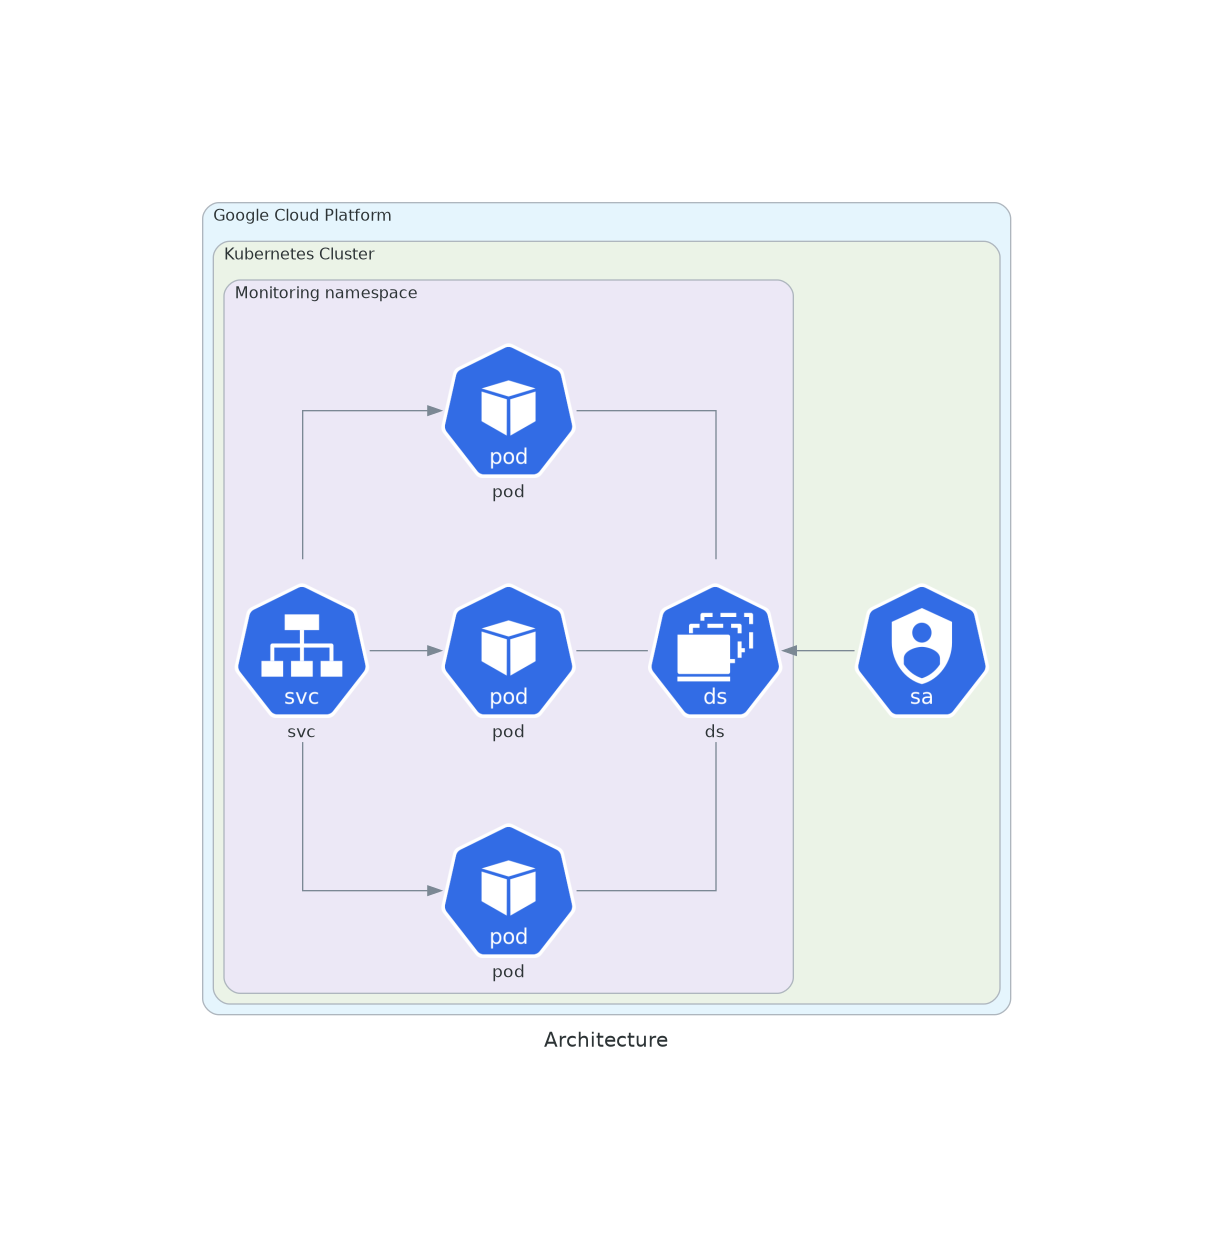 Google Cloud Platform
Kubernetes Cluster
Monitoring namespace
pod
pod
svc
svc
pod
pod
ds
ds
sa
pod
pod
Architecture